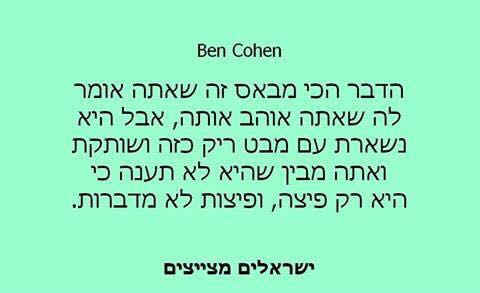 Ben Cohen
הדבר הכי מבאס זה שאתה אומר
לה שאתה אוהב אותה, אבל היא
נשארת עם מבט ריק כזה ושותקת
ואתה מבין שהיא לא תענה כי
היא רק פיצה, ופיצות לא מדברות.
ישראלים מצייצים